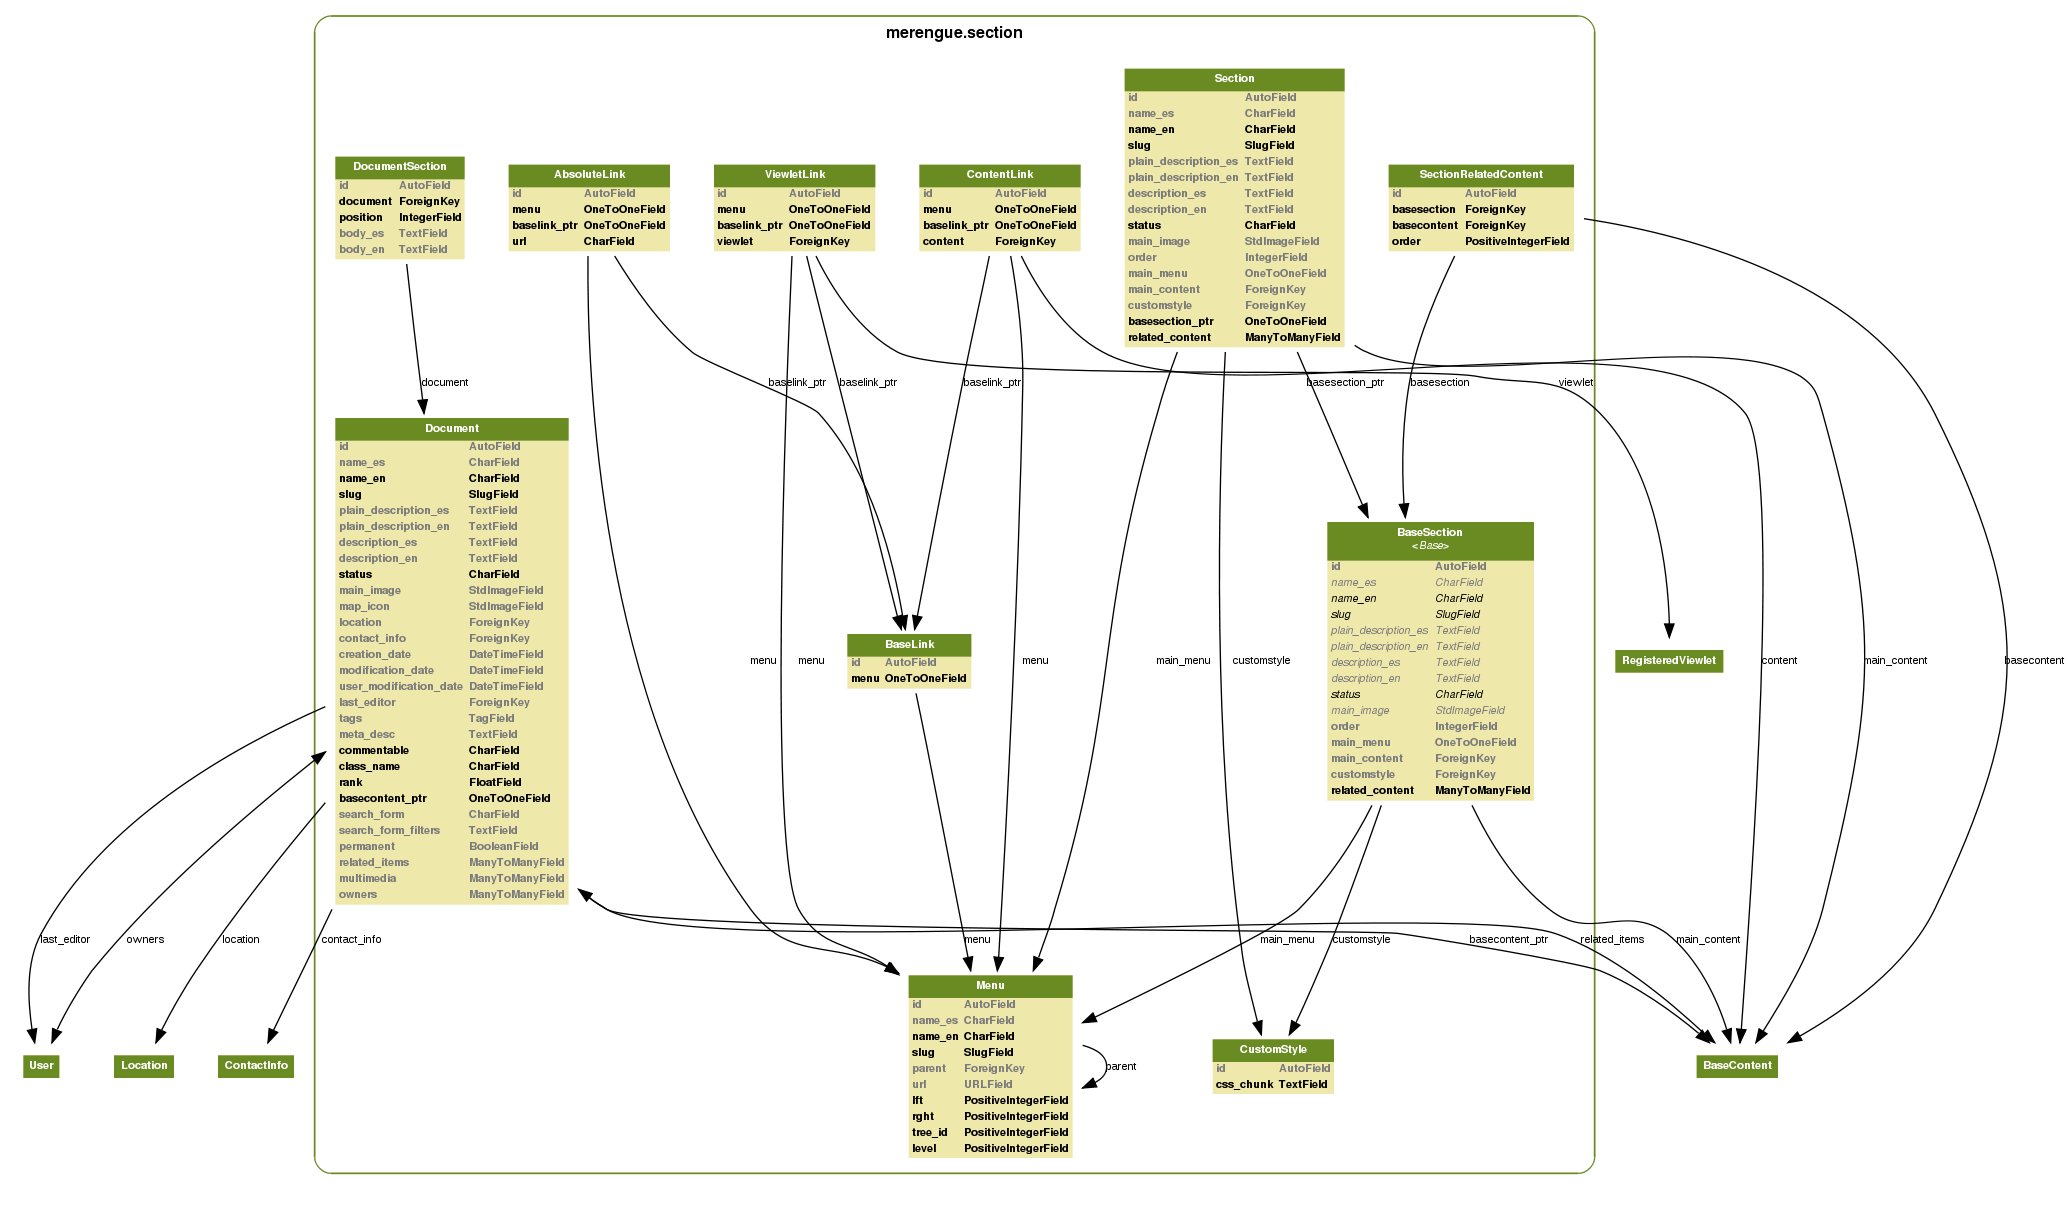 merengue.section
Section
id AutoField
name_es CharField
name_en CharField
slug SlugField
plain_description_es TextField
plain_description_en TextField
description_es TextField
description_en TextField
status CharField
main_image StdImageField
order IntegerField
main_menu OneToOneField
main_content ForeignKey
customstyle ForeignKey
basesection_ptr OneToOneField
related_content ManyToManyField
DocumentSection
id AutoField
document ForeignKey
position IntegerField
body_es TextField
body_en TextField
AbsoluteLink
id AutoField
menu OneToOneField
baselink_ptr OneToOneField
url CharField
ViewletLink
id AutoField
menu OneToOneField
baselink_ptr OneToOneField
viewlet ForeignKey
ContentLink
id AutoField
menu OneToOneField
baselink_ptr OneToOneField
content ForeignKey
SectionRelatedContent
id AutoField
basesection ForeignKey
basecontent ForeignKey
order PositiveIntegerField
document
baselink_ptr
baselink_ptr
baselink_ptr
basesection_ptr
basesection
viewlet
Document
id AutoField
name_es CharField
name_en CharField
slug SlugField
plain_description_es TextField
plain_description_en TextField
description_es TextField
description_en TextField
status CharField
main_image StdImageField
map_icon StdImageField
location ForeignKey
contact_info ForeignKey
creation_date DateTimeField
modification_date DateTimeField
user_modification_date DateTimeField
last_editor ForeignKey
tags TagField
meta_desc TextField
commentable CharField
class_name CharField
rank FloatField
basecontent_ptr OneToOneField
search_form CharField
search_form_filters TextField
permanent BooleanField
related_items ManyToManyField
multimedia ManyToManyField
owners ManyToManyField
BaseSection
<Base>
id AutoField
name_es CharField
name_en CharField
slug SlugField
plain_description_es TextField
plain_description_en TextField
description_es TextField
description_en TextField
status CharField
main_image StdImageField
order IntegerField
main_menu OneToOneField
main_content ForeignKey
customstyle ForeignKey
related_content ManyToManyField
BaseLink
id AutoField
menu OneToOneField
menu
menu
menu
main_menu
customstyle
RegisteredViewlet
content
main_content
basecontent
last_editor
owners
location
contact_info
menu
main_menu
customstyle
basecontent_ptr
related_items
main_content
Menu
id AutoField
name_es CharField
name_en CharField
slug SlugField
parent ForeignKey
url URLField
lft PositiveIntegerField
rght PositiveIntegerField
tree_id PositiveIntegerField
level PositiveIntegerField
parent
CustomStyle
id AutoField
css_chunk TextField
User
Location
ContactInfo
BaseContent